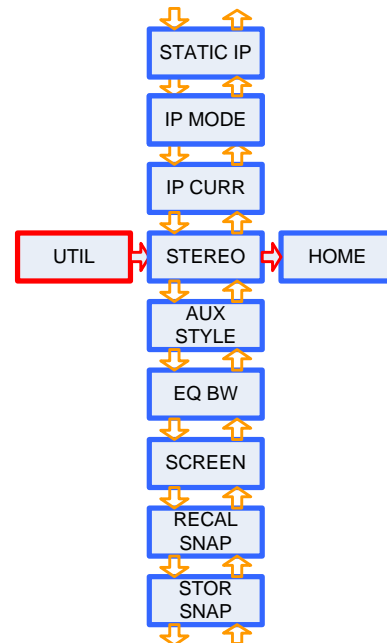 STATIC IP
IP MODE
IP CURR
UTIL
STEREO
HOME
AUX
STYLE
EQ BW
SCREEN
RECAL
SNAP
STOR
SNAP